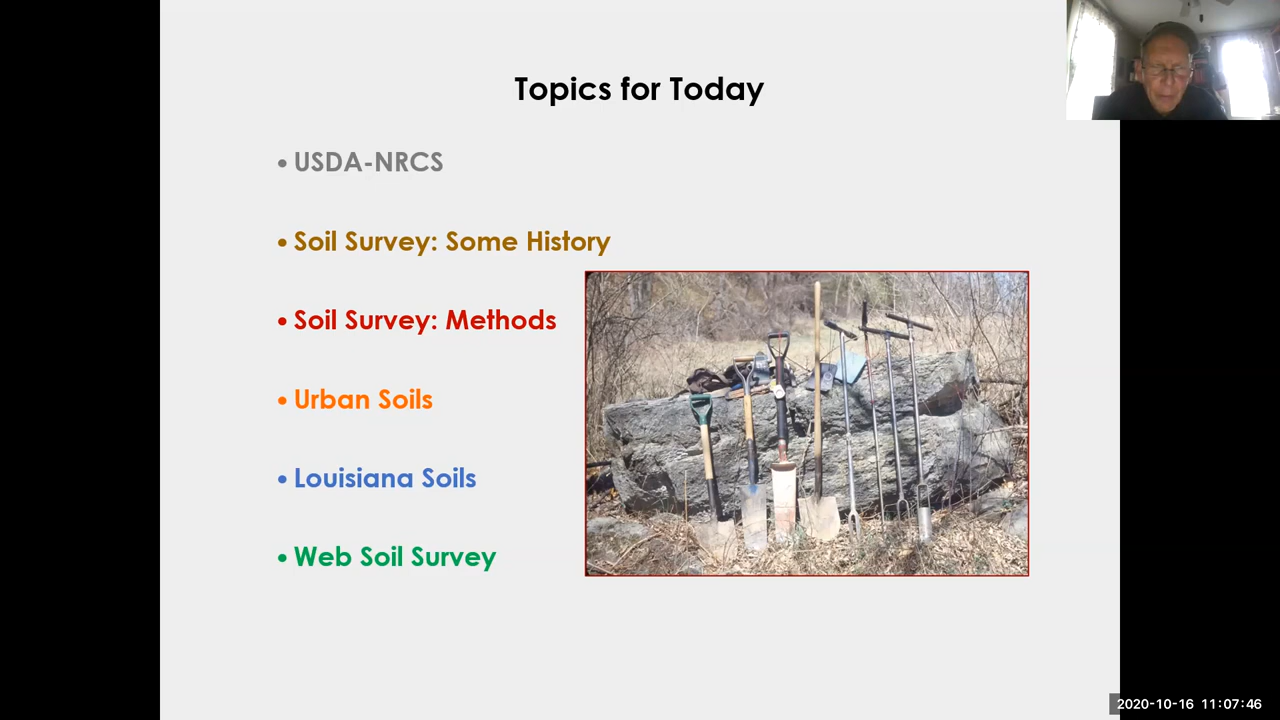 Topics for Today
• USDA-NRCS
• Soil Survey: Some History
• Soil Survey: Methods
• Urban Soils
• Louisiana Soils
• Web Soil Survey
2020-10-16 11:07:46